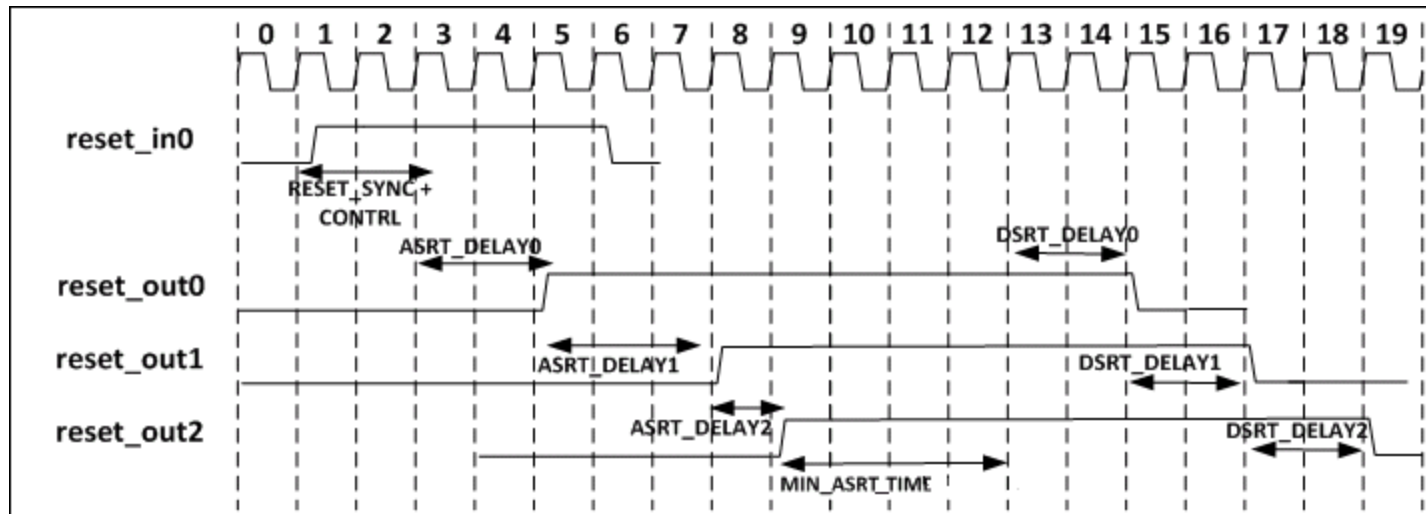 0 1 2 3 4 5 6 7 8 9 10 11 12 13 14 15 16 17 18 19
reset_in0
RESET_SYNC +
CONTRL
ASRT_DELAY0
DSRT_DELAY0
reset_out0
reset_out1
ASRT_DELAY1
DSRT_DELAY1
reset_out2
ASRT_DELAY2
DSRT_DELAY2
MIN_ASRT_TIME